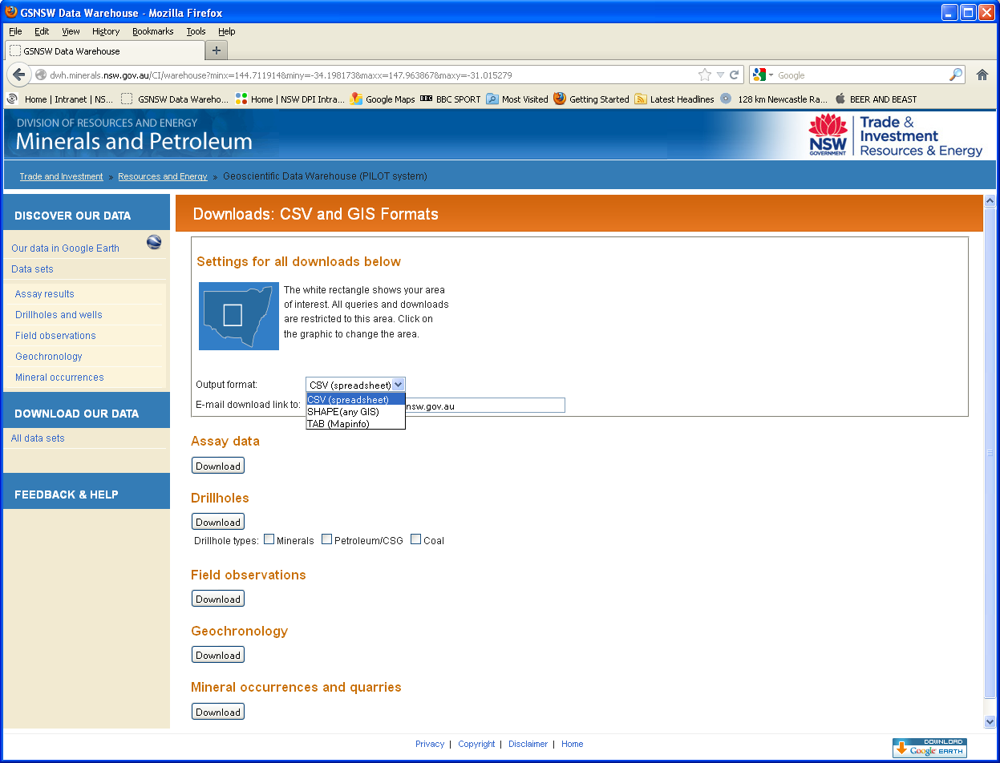 GSNSW Data Warehouse - Mozilla Firefox
File Edit View History Bookmarks Tools Help
GSNSW Data Warehouse
dwh.minerals.nsw.gov.au/CI/warehouse?minx=144.711914&miny=-34.198173&maxx=147.963867&maxy=-31.015279
Google
Home | Intranet | NS... GSNSW Data Wareho... Home | NSW DPI Intra... Google Maps BBC BBC SPORT Most Visited Getting Started Latest Headlines 128 km Newcastle Ra... BEER AND BEAST
DIVISION OF RESOURCES AND ENERGY
Minerals and Petroleum
NSW
GOVERNMENT
Trade &
Investment
Resources & Energy
Trade and Investment » Resources and Energy » Geoscientific Data Warehouse (PILOT system)
DISCOVER OUR DATA
Our data in Google Earth
Data sets
Assay results
Drillholes and wells
Field observations
Geochronology
Mineral occurrences
DOWNLOAD OUR DATA
All data sets
FEEDBACK & HELP
Downloads: CSV and GIS Formats
Settings for all downloads below
The white rectangle shows your area
of interest. All queries and downloads
are restricted to this area. Click on
the graphic to change the area.
Output format: CSV (spreadsheet)
CSV (spreadsheet)
SHAPE(any GIS)
TAB (Mapinfo)
E-mail download link to: nsw.gov.au
Assay data
Download
Drillholes
Download
Drillhole types: Minerals Petroleum/CSG Coal
Field observations
Download
Geochronology
Download
Mineral occurrences and quarries
Download
Privacy | Copyright | Disclaimer | Home
DOWNLOAD
Google EARTH